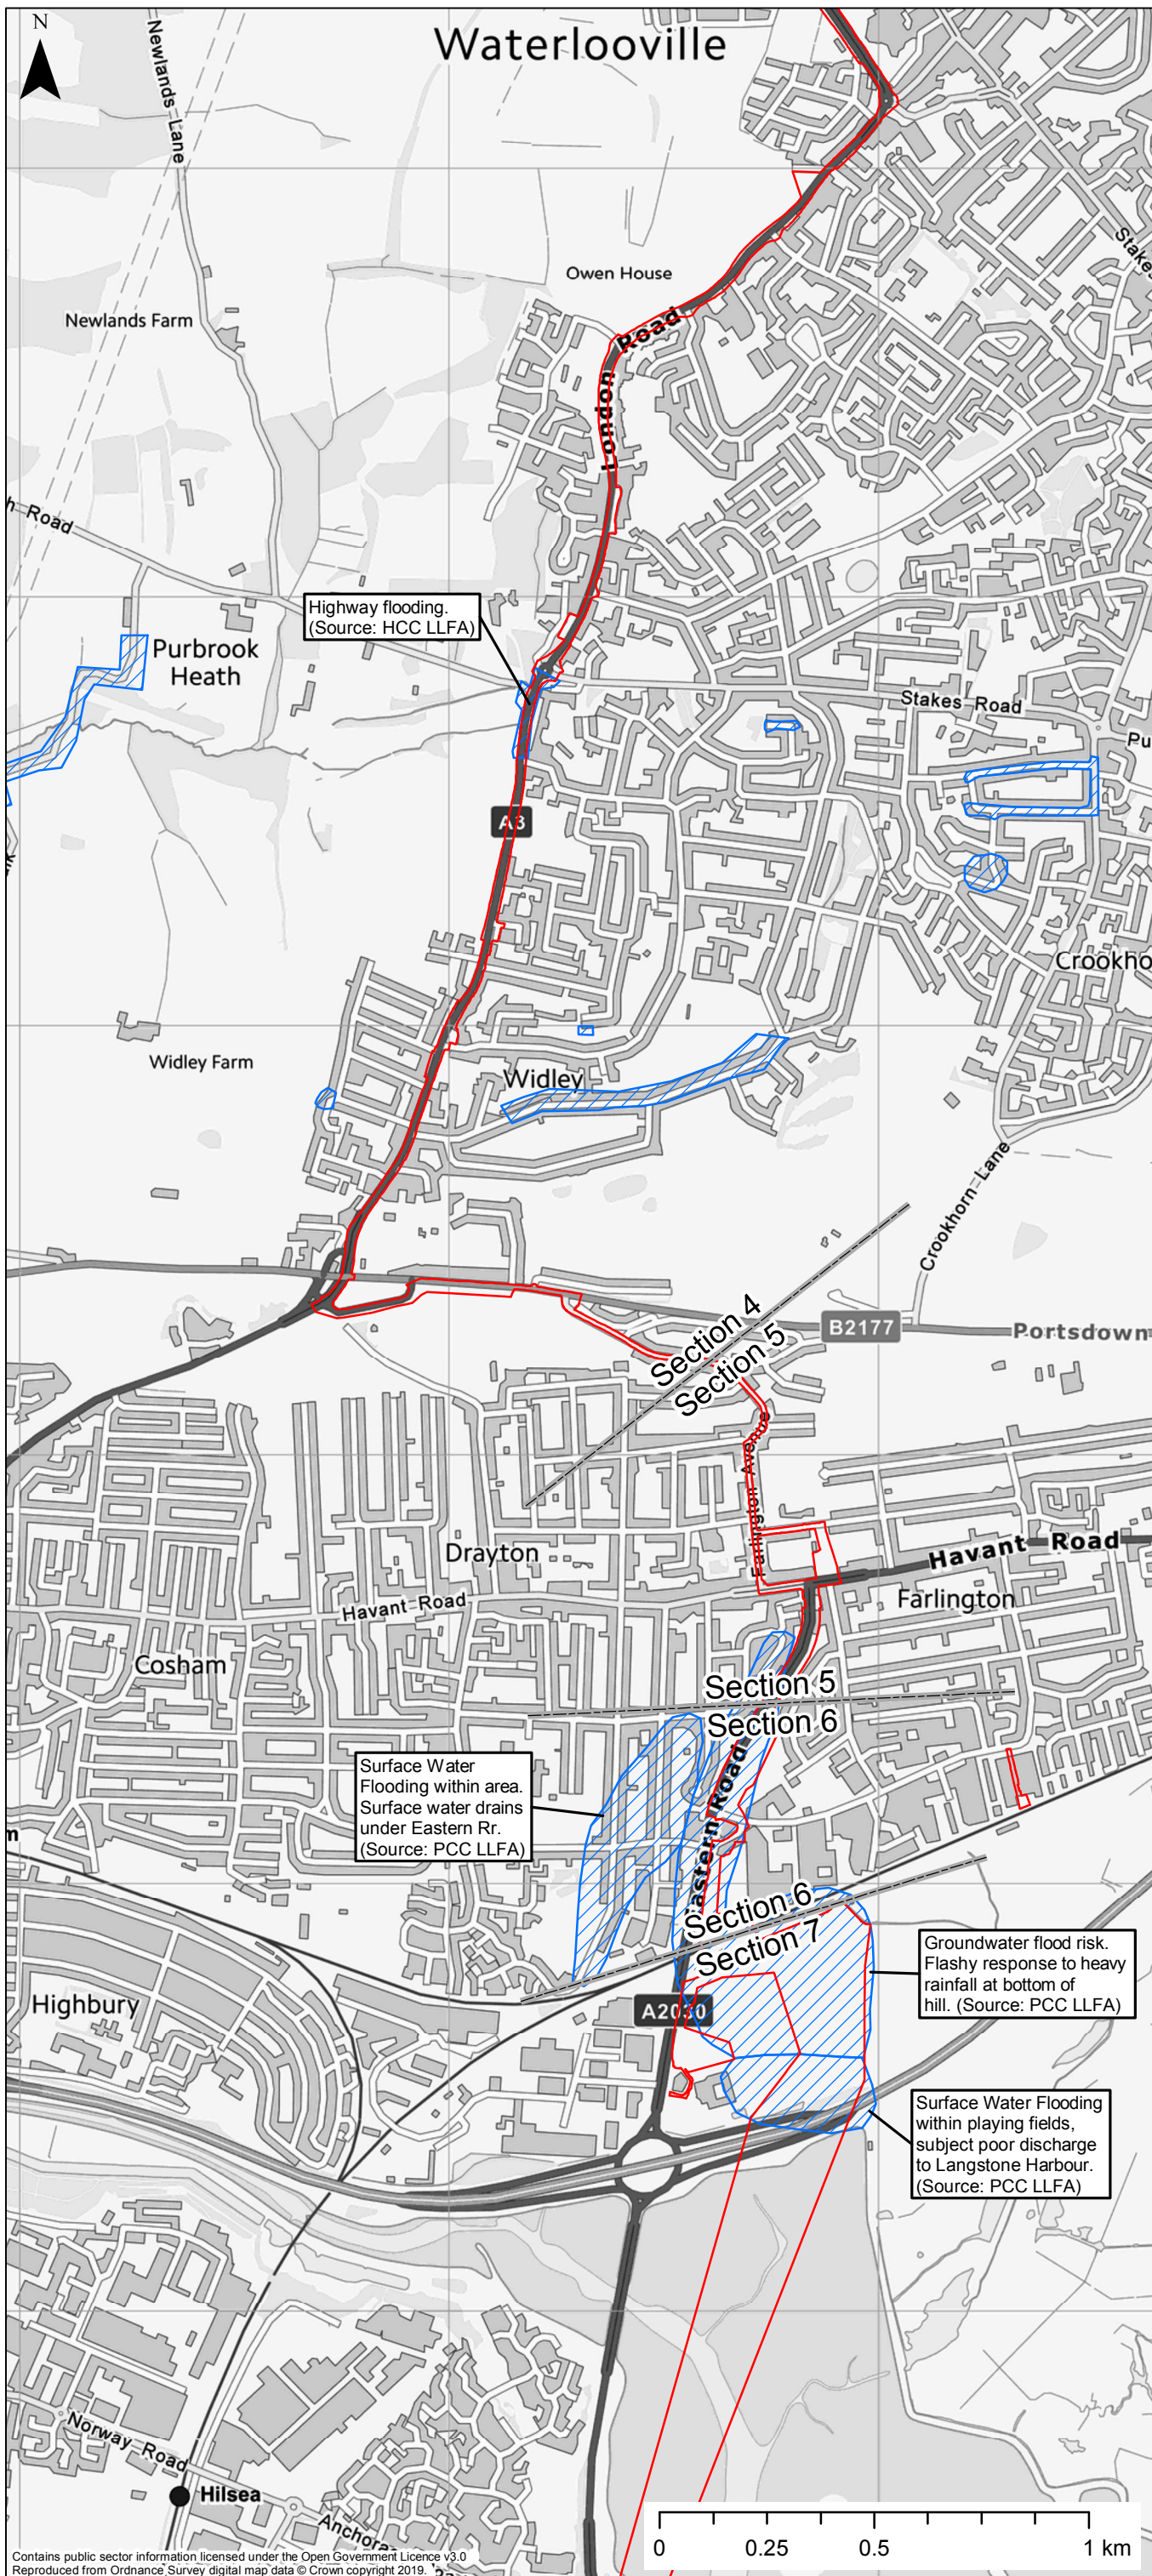 N
Waterlooville
Newlands Lane
Stakes
Owen House
Newlands Farm
London Road
h Road
Highway flooding.
(Source: HCC LLFA)
Purbrook
Heath
Stakes Road
Pu
A3
Crookho
Widley Farm
Widley
Crookhorn Lane
Section 4
Section 5
B2177
Portsdown
Farlington Avenue
Drayton
Havant Road
Havant Road
Farlington
Cosham
Section 5
Section 6
Eastern Road
Surface Water
Flooding within area.
Surface water drains
under Eastern Rr.
(Source: PCC LLFA)
m
Section 6
Section 7
Groundwater flood risk.
Flashy response to heavy
rainfall at bottom of
hill. (Source: PCC LLFA)
Highbury
A2030
Surface Water Flooding
within playing fields,
subject poor discharge
to Langstone Harbour.
(Source: PCC LLFA)
Norway Road
Hilsea
Anchora
0 0.25 0.5 1 km
Contains public sector information licensed under the Open Government Licence v3.0
Reproduced from Ordnance Survey digital map data © Crown copyright 2019.